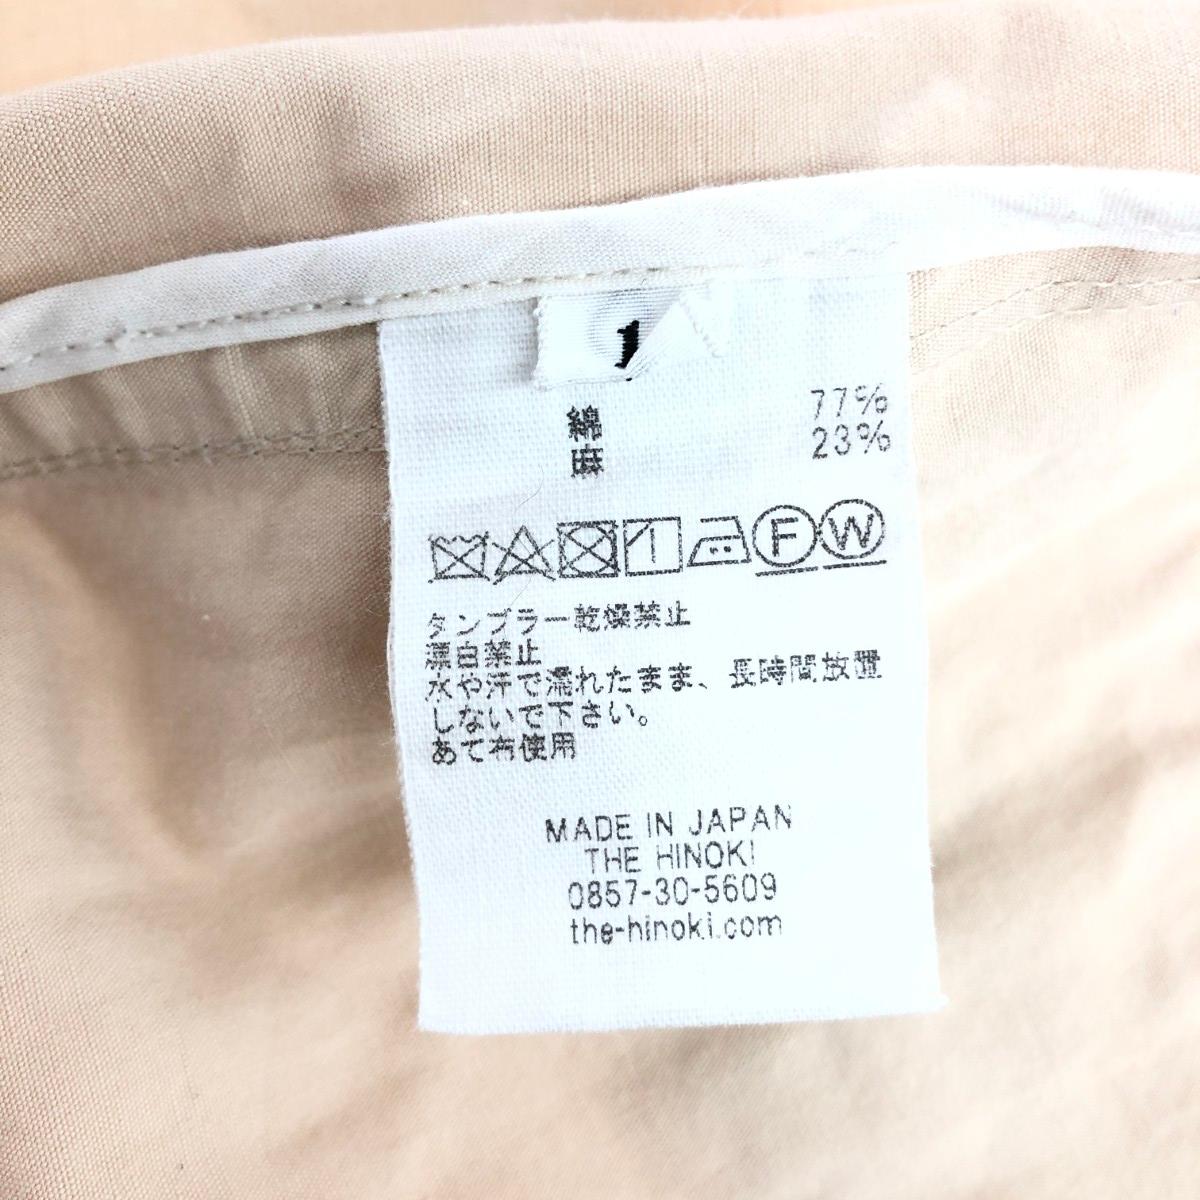 1
綿 77%
麻 23%
F W
タンブラー乾燥禁止
漂白禁止
水や汗で濡れたまま、長時間放置
しないで下さい。
あて布使用
MADE IN JAPAN
THE HINOKI
0857-30-5609
the-hinoki.com